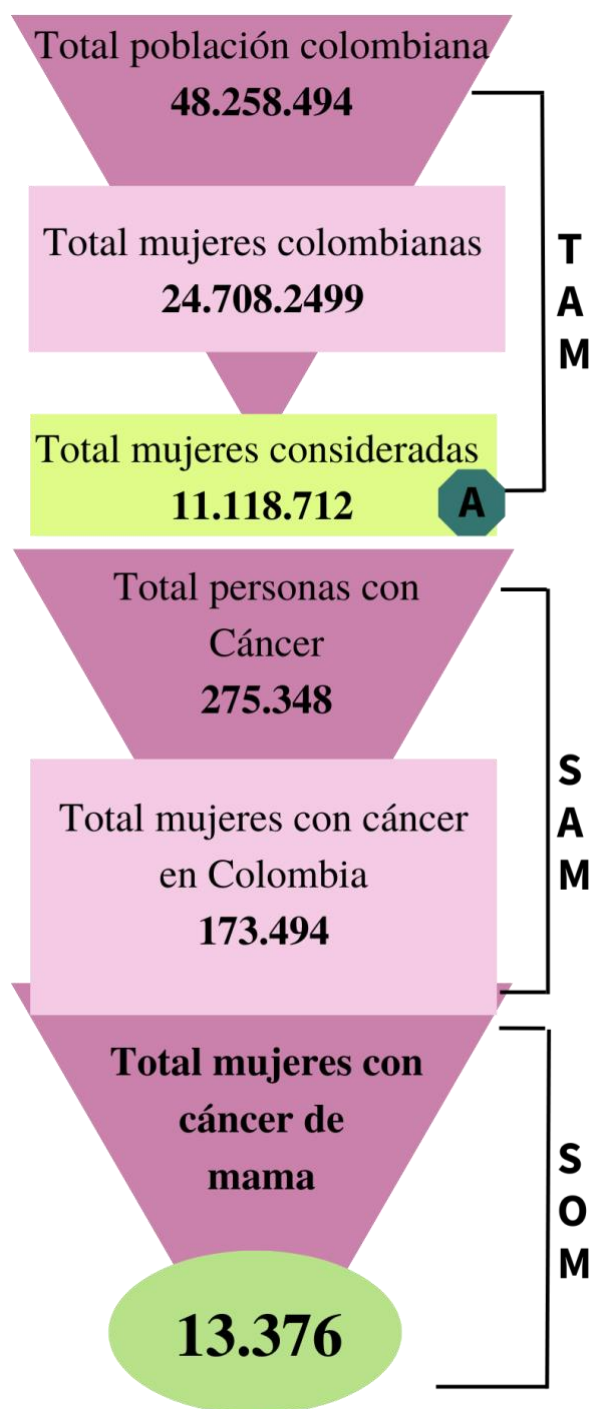 Total población colombiana
48.258.494
Total mujeres colombianas
24.708.2499
Total mujeres consideradas
11.118.712
A
T
A
M
Total personas con
Cáncer
275.348
Total mujeres con cáncer
en Colombia
173.494
S
A
M
Total mujeres con
cáncer de
mama
13.376
S
O
M